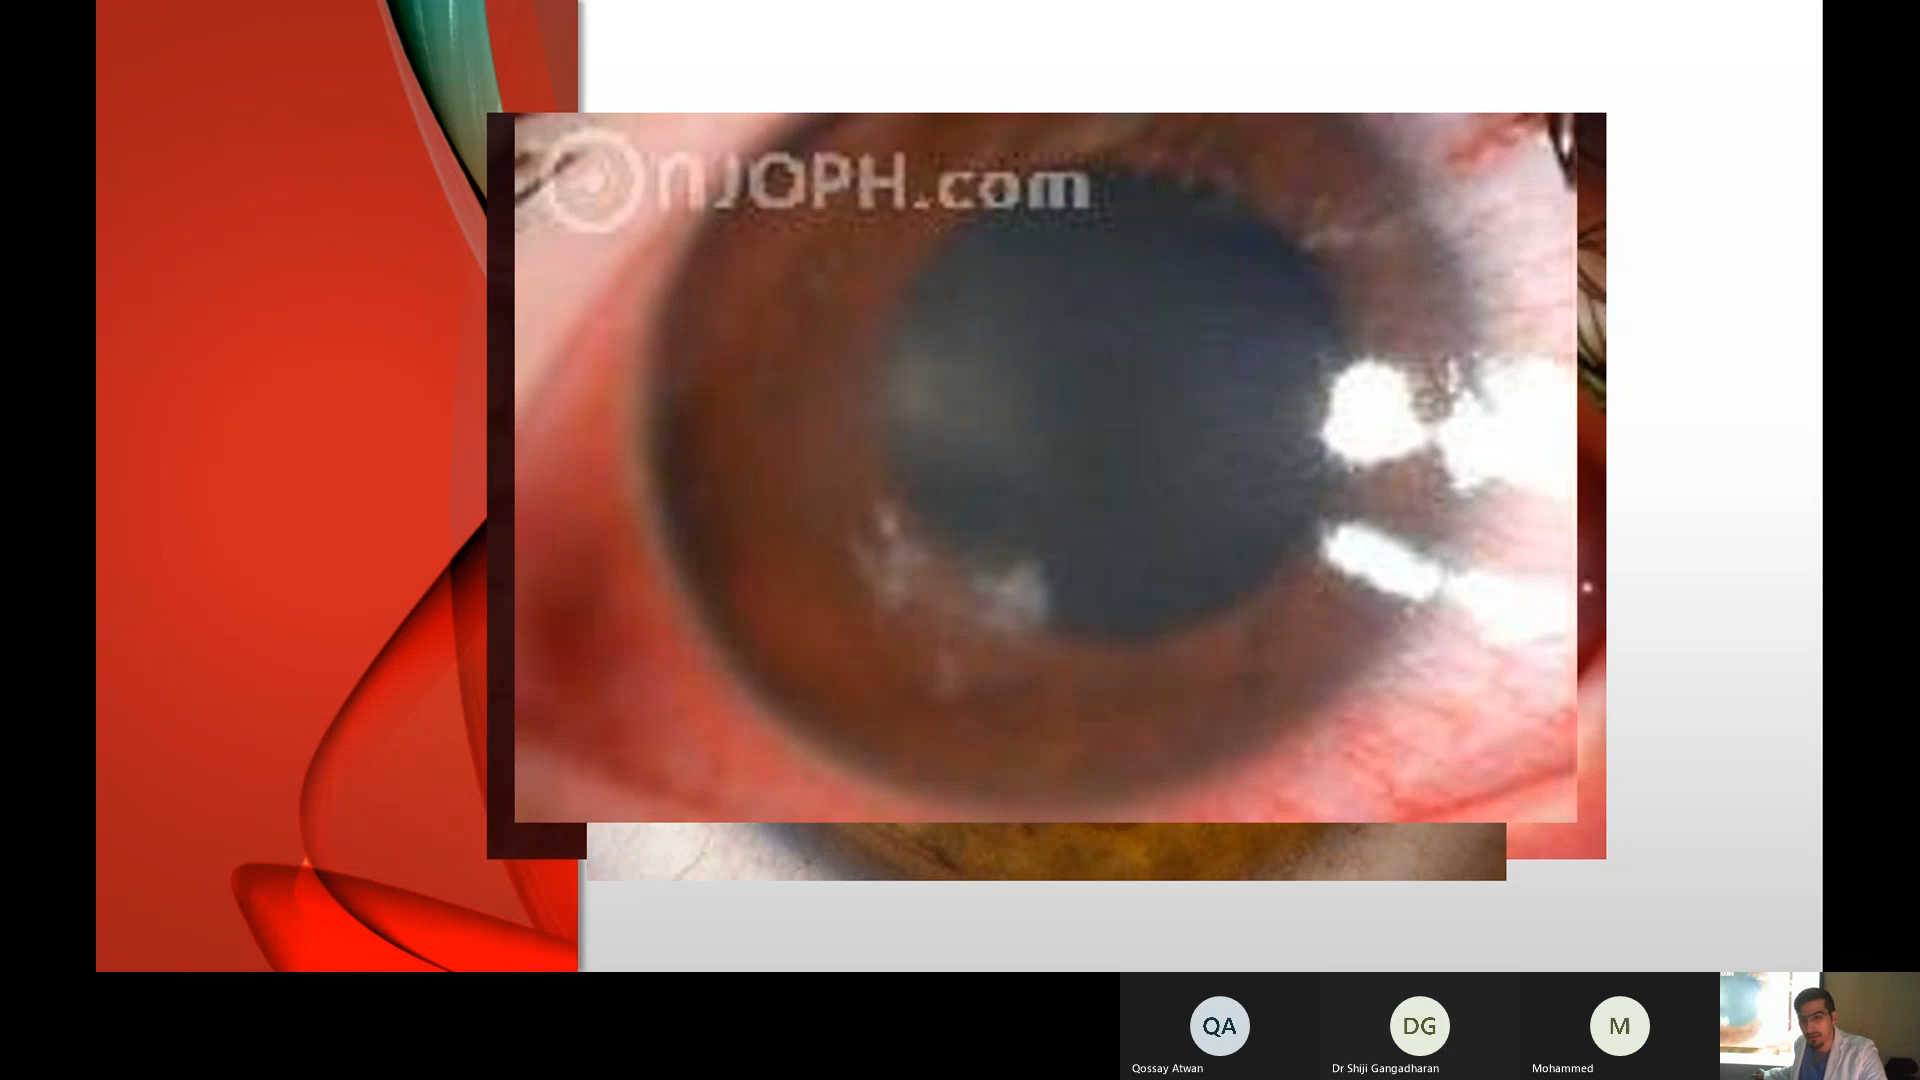 NJOPH.com
QA
DG
M
Qossay Atwan
Dr Shiji Gangadharan
Mohammed